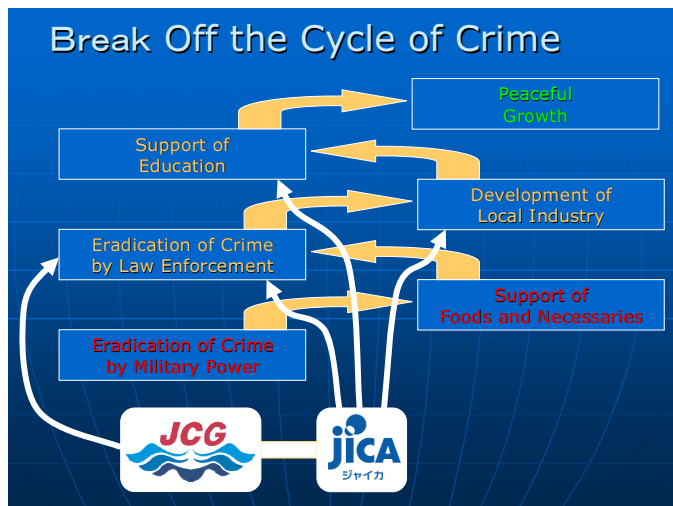 Break Off the Cycle of Crime
Peaceful
Growth
Support of
Education
Development of
Local Industry
Eradication of Crime
by Law Enforcement
Support of
Foods and Necessaries
Eradication of Crime
by Military Power
JCG
jICA
ジャイカ